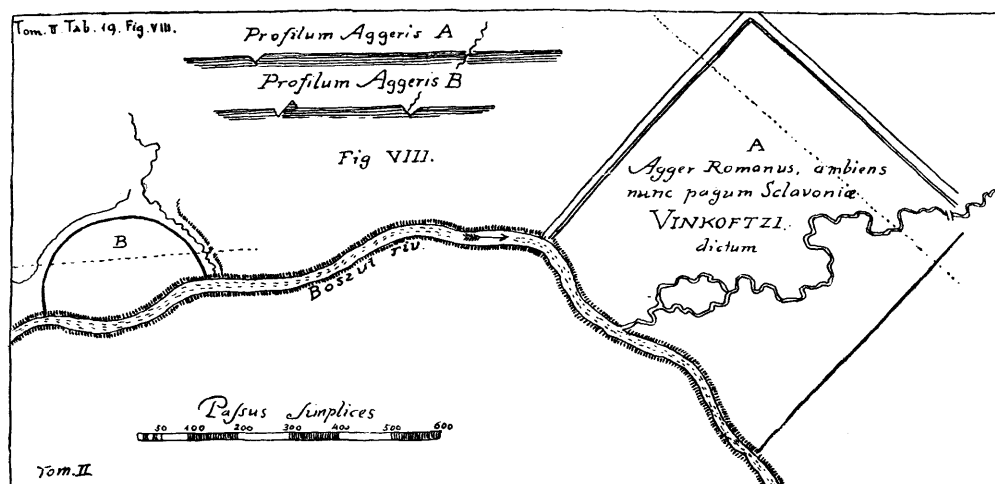 Tom. II. Tab. 19. Fig. VIII.
Profilum Aggeris A
Profilum Aggeris B
Fig VIII.
A
Agger Romanus, ambiens
nunc pagum Sclavoniæ
VINKOFTZI.
dictum
B
Boszut riv.
Paſsus Simplices
50 100 200 300 400 500 600
Tom. II